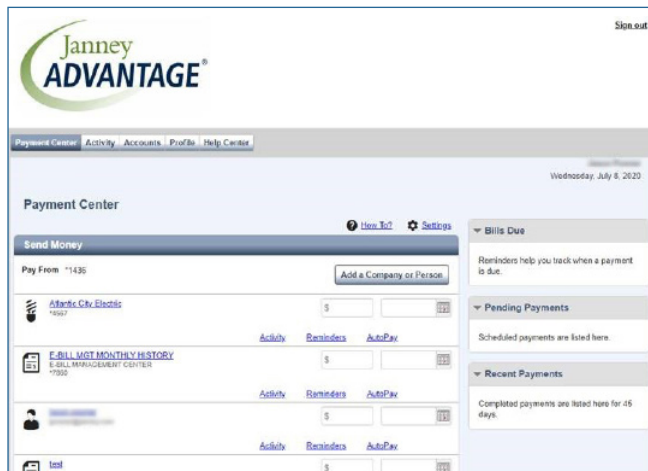 Janney
ADVANTAGE®
Sign out
Payment Center Activity Accounts Profile Help Center
Wednesday, July 8, 2020
Payment Center
How To? Settings
Send Money
Pay From *1436
Add a Company or Person
Atlantic City Electric
*4567
$
Activity Reminders AutoPay
E-BILL MGT MONTHLY HISTORY
E-BILL MANAGEMENT CENTER
$
Activity Reminders AutoPay
$
Activity Reminders AutoPay
test
$
Bills Due
Reminders help you track when a payment
is due.
Pending Payments
Scheduled payments are listed here.
Recent Payments
Completed payments are listed here for 45
days.